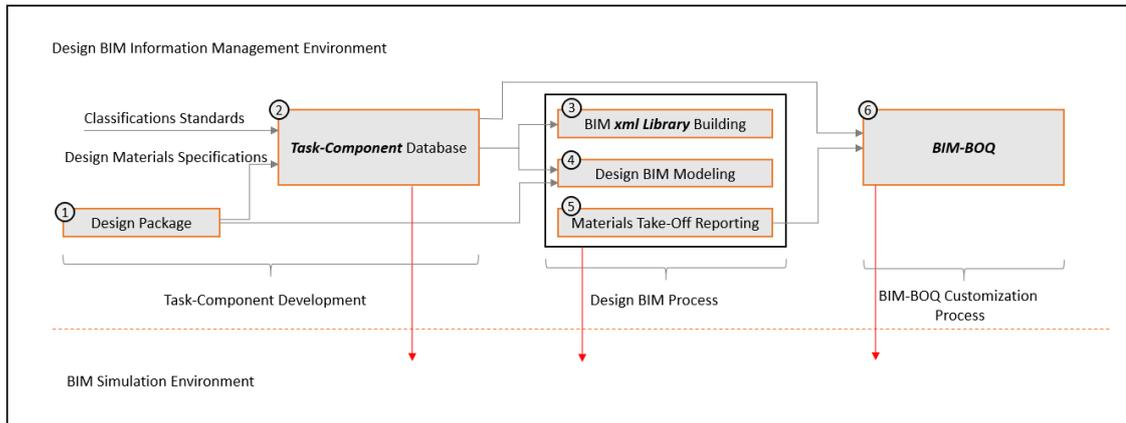 Design BIM Information Management Environment
Classifications Standards
Design Materials Specifications
1
Design Package
2
Task-Component Database
3
BIM xml Library Building
4
Design BIM Modeling
5
Materials Take-Off Reporting
6
BIM-BOQ
Task-Component Development
Design BIM Process
BIM-BOQ Customization
Process
BIM Simulation Environment